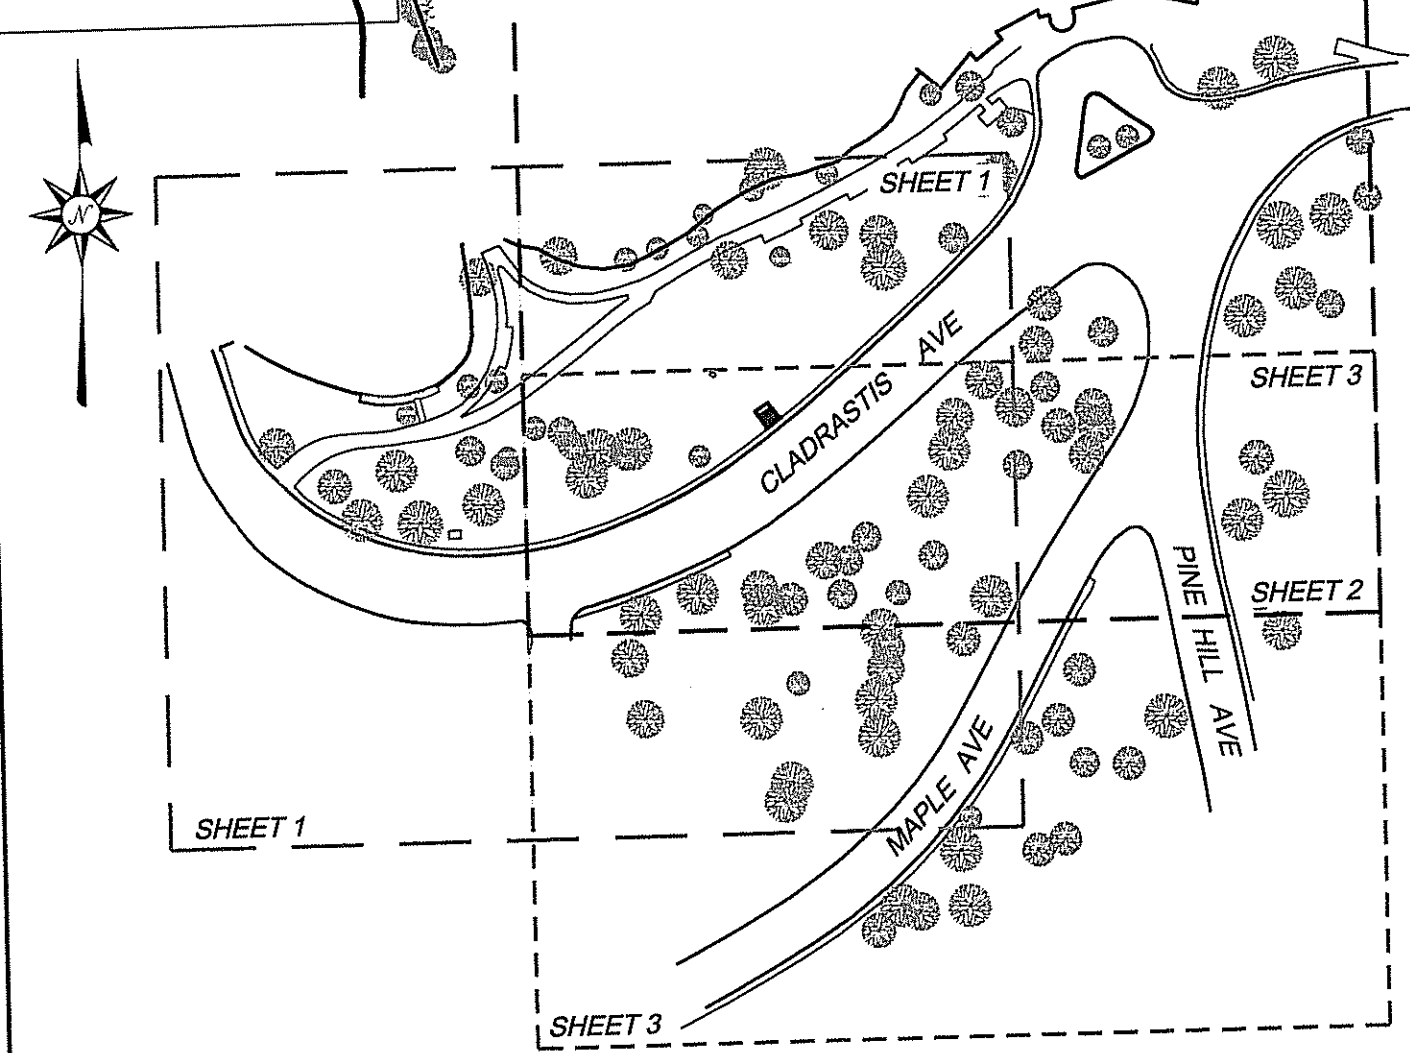 N
SHEET 1
CLADRASTIS AVE
SHEET 3
SHEET 2
PINE HILL AVE
MAPLE AVE
SHEET 1
SHEET 3